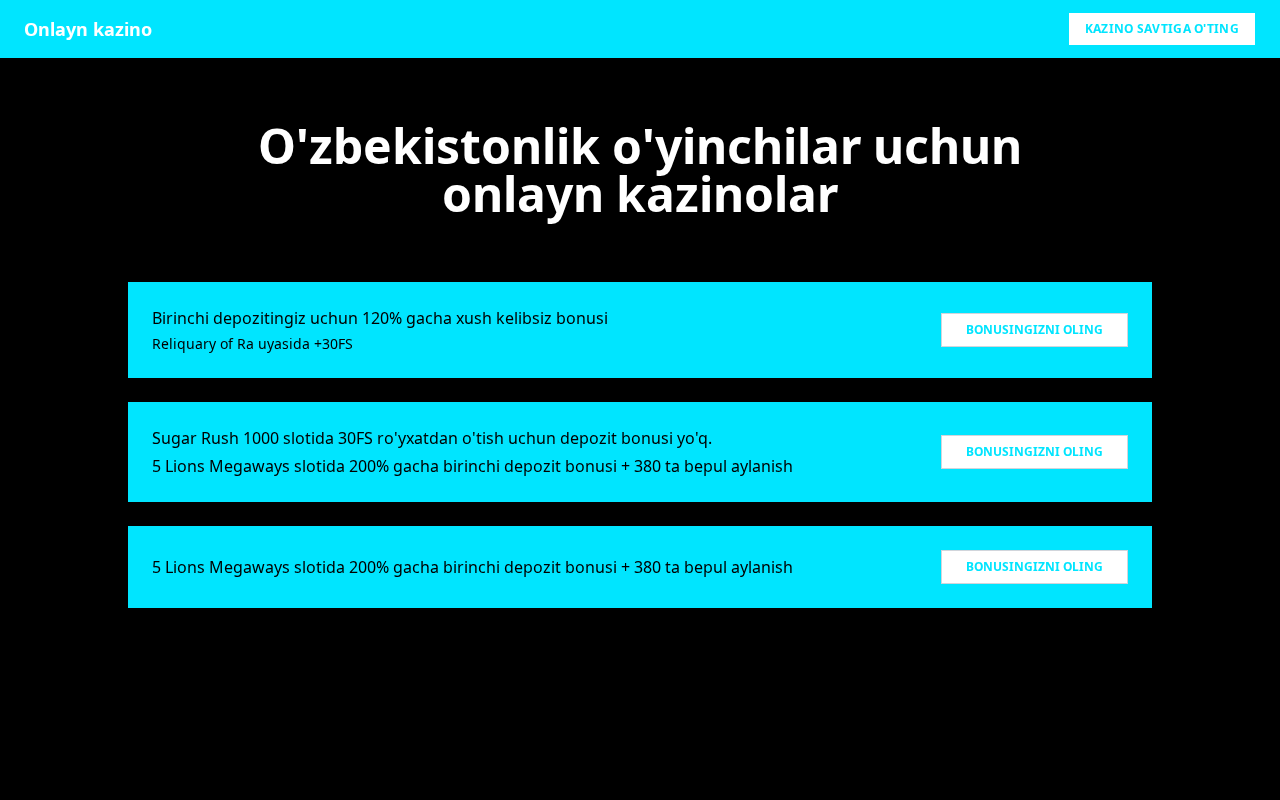 Onlayn kazino
KAZINO SAVTIGA O'TING
O'zbekistonlik o'yinchilar uchun
onlayn kazinolar
Birinchi depozitingiz uchun 120% gacha xush kelibsiz bonusi
Reliquary of Ra uyasida +30FS
BONUSINGIZNI OLING
Sugar Rush 1000 slotida 30FS ro'yxatdan o'tish uchun depozit bonusi yo'q.
5 Lions Megaways slotida 200% gacha birinchi depozit bonusi + 380 ta bepul aylanish
BONUSINGIZNI OLING
5 Lions Megaways slotida 200% gacha birinchi depozit bonusi + 380 ta bepul aylanish
BONUSINGIZNI OLING